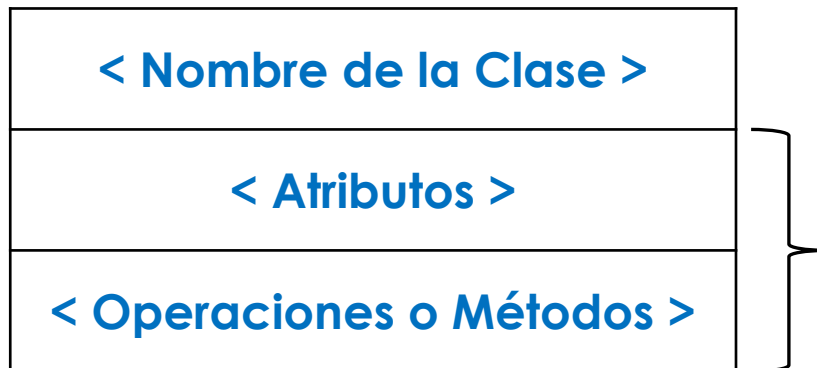 < Nombre de la Clase >
< Atributos >
< Operaciones o Métodos >